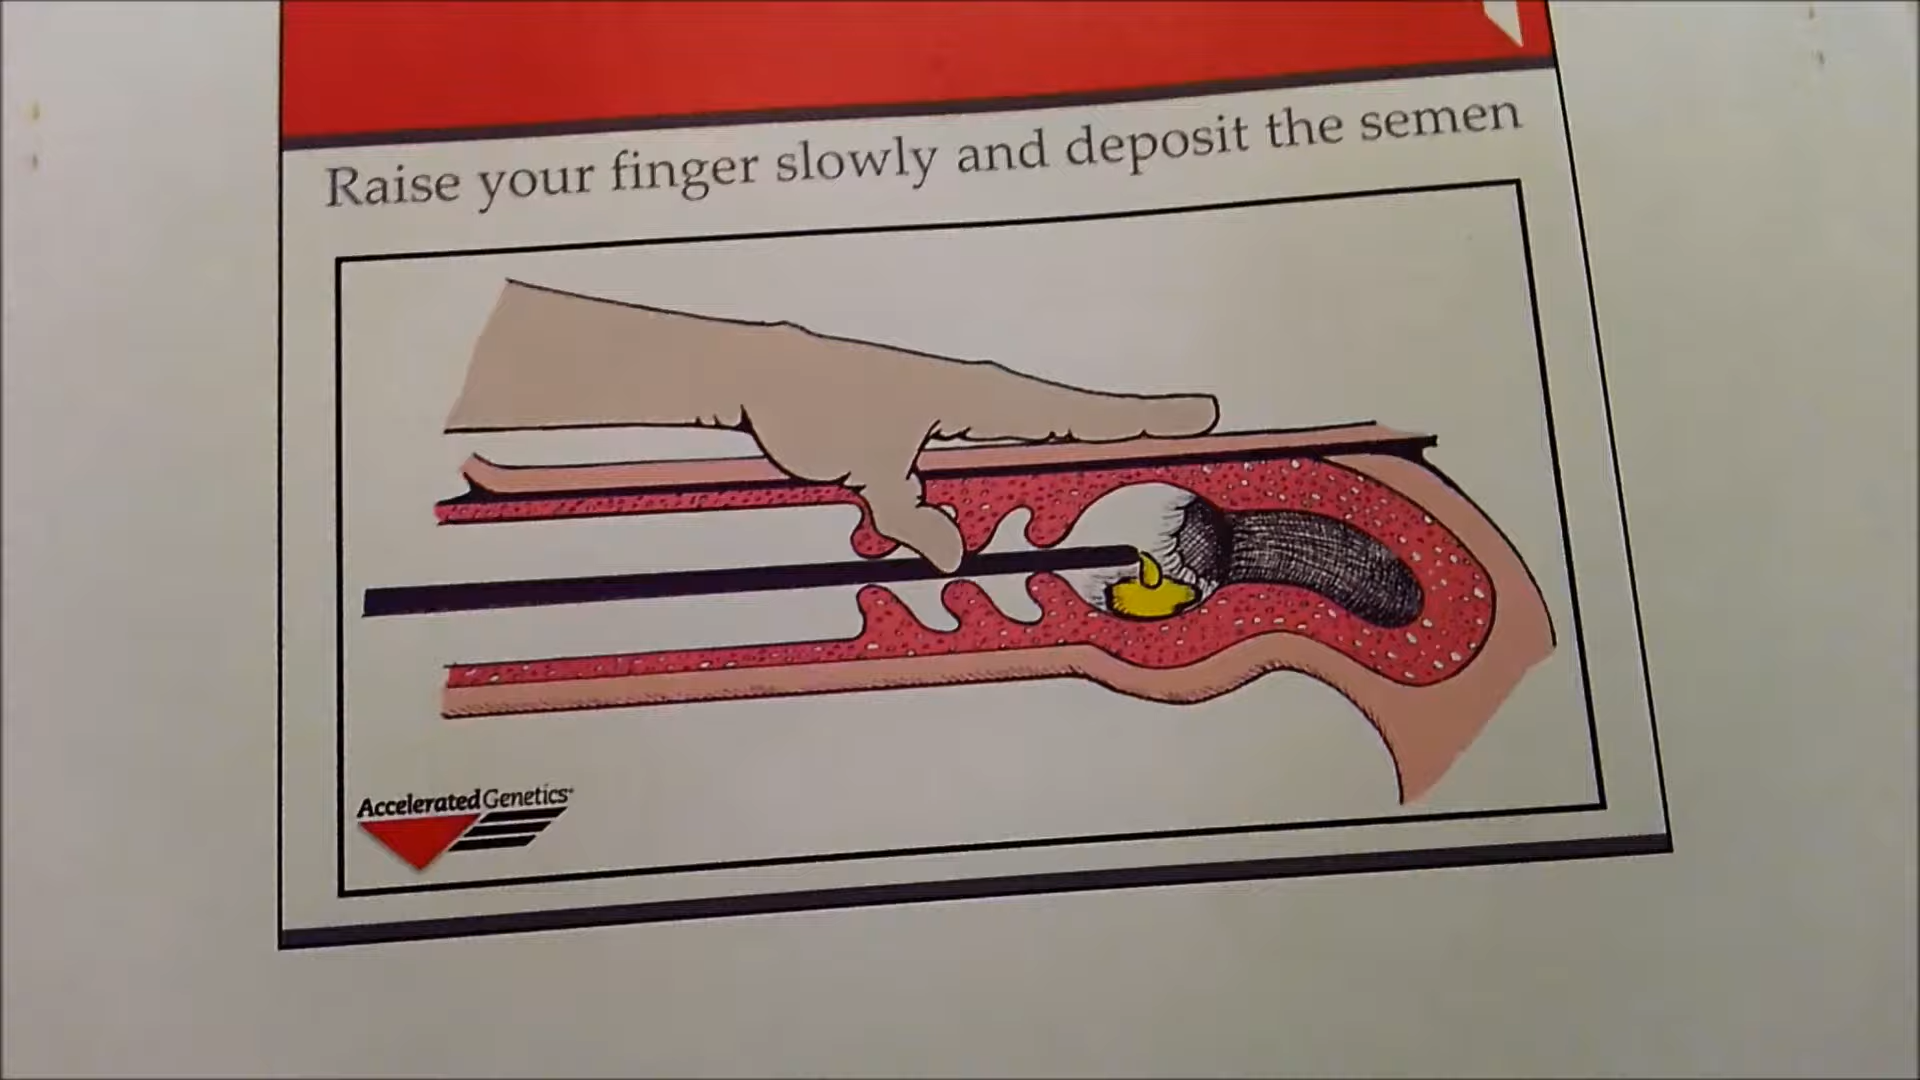 Raise your finger slowly and deposit the semen
Accelerated Genetics